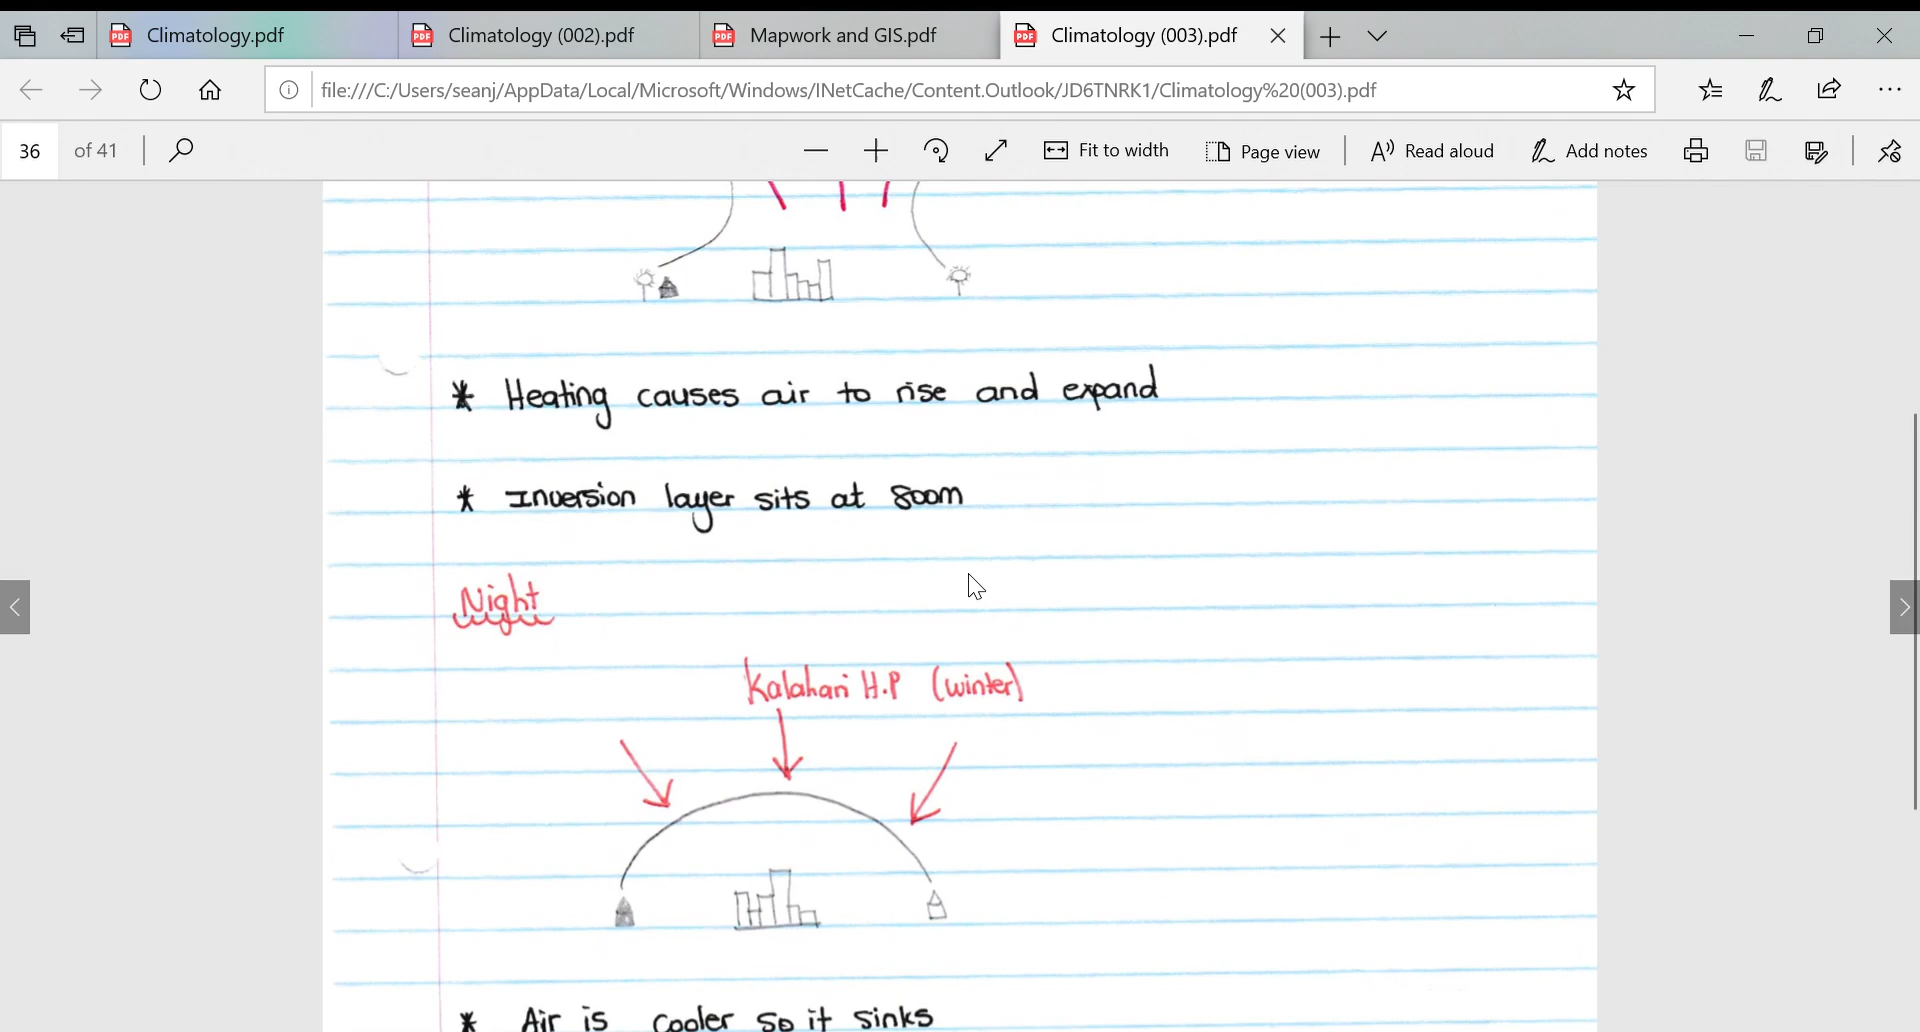 Climatology.pdf
Climatology (002).pdf
Mapwork and GIS.pdf
Climatology (003).pdf
file:///C:/Users/seanj/AppData/Local/Microsoft/Windows/INetCache/Content.Outlook/JD6TNRK1/Climatology%20(003).pdf
36 of 41
Fit to width
Page view
Read aloud
Add notes
* Heating causes air to rise and expand
* Inversion layer sits at 800m
Night
Kalahari H.P (winter)
* Air is cooler so it sinks